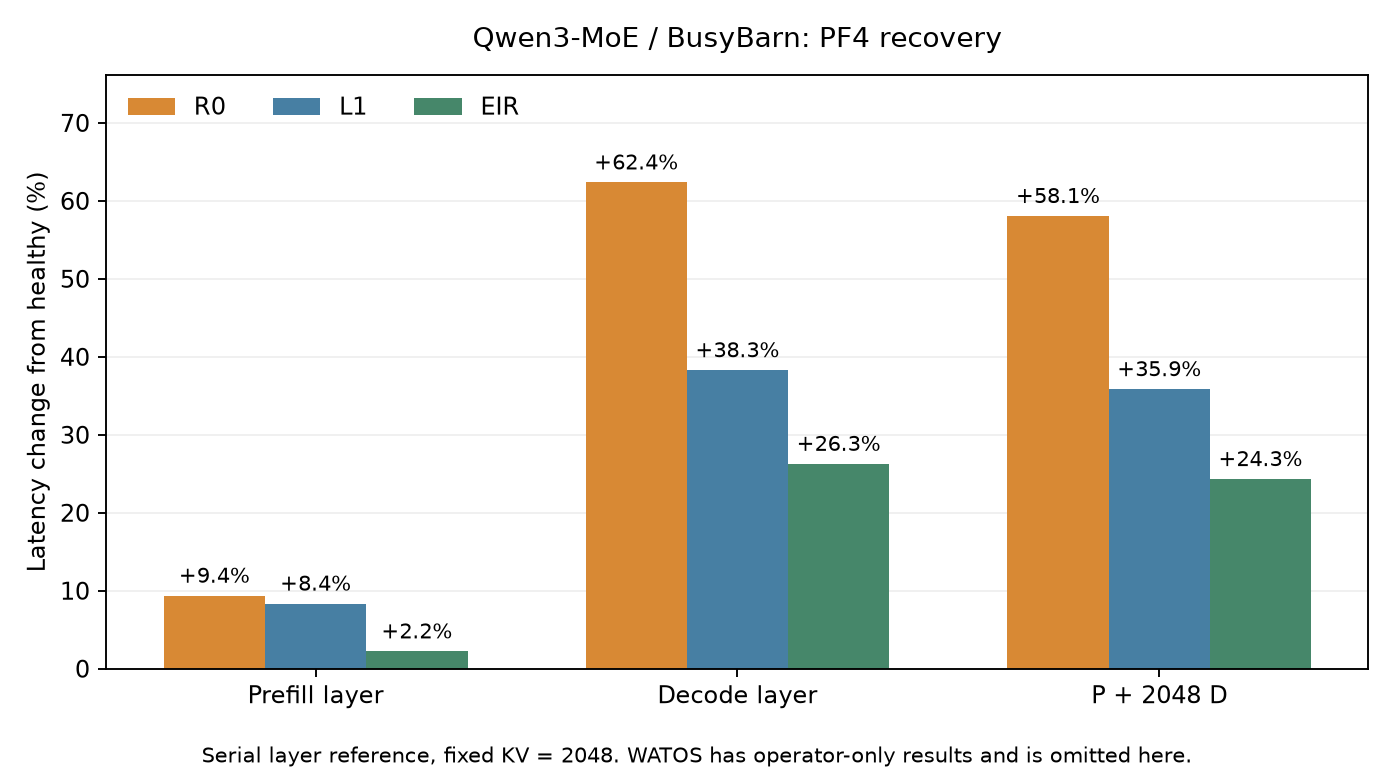 Qwen3-MoE / BusyBarn: PF4 recovery
R0 L1 EIR
Latency change from healthy (%)
70
60
50
40
30
20
10
0
+9.4%
+8.4%
+2.2%
+62.4%
+38.3%
+26.3%
+58.1%
+35.9%
+24.3%
Prefill layer
Decode layer
P + 2048 D
Serial layer reference, fixed KV = 2048. WATOS has operator-only results and is omitted here.